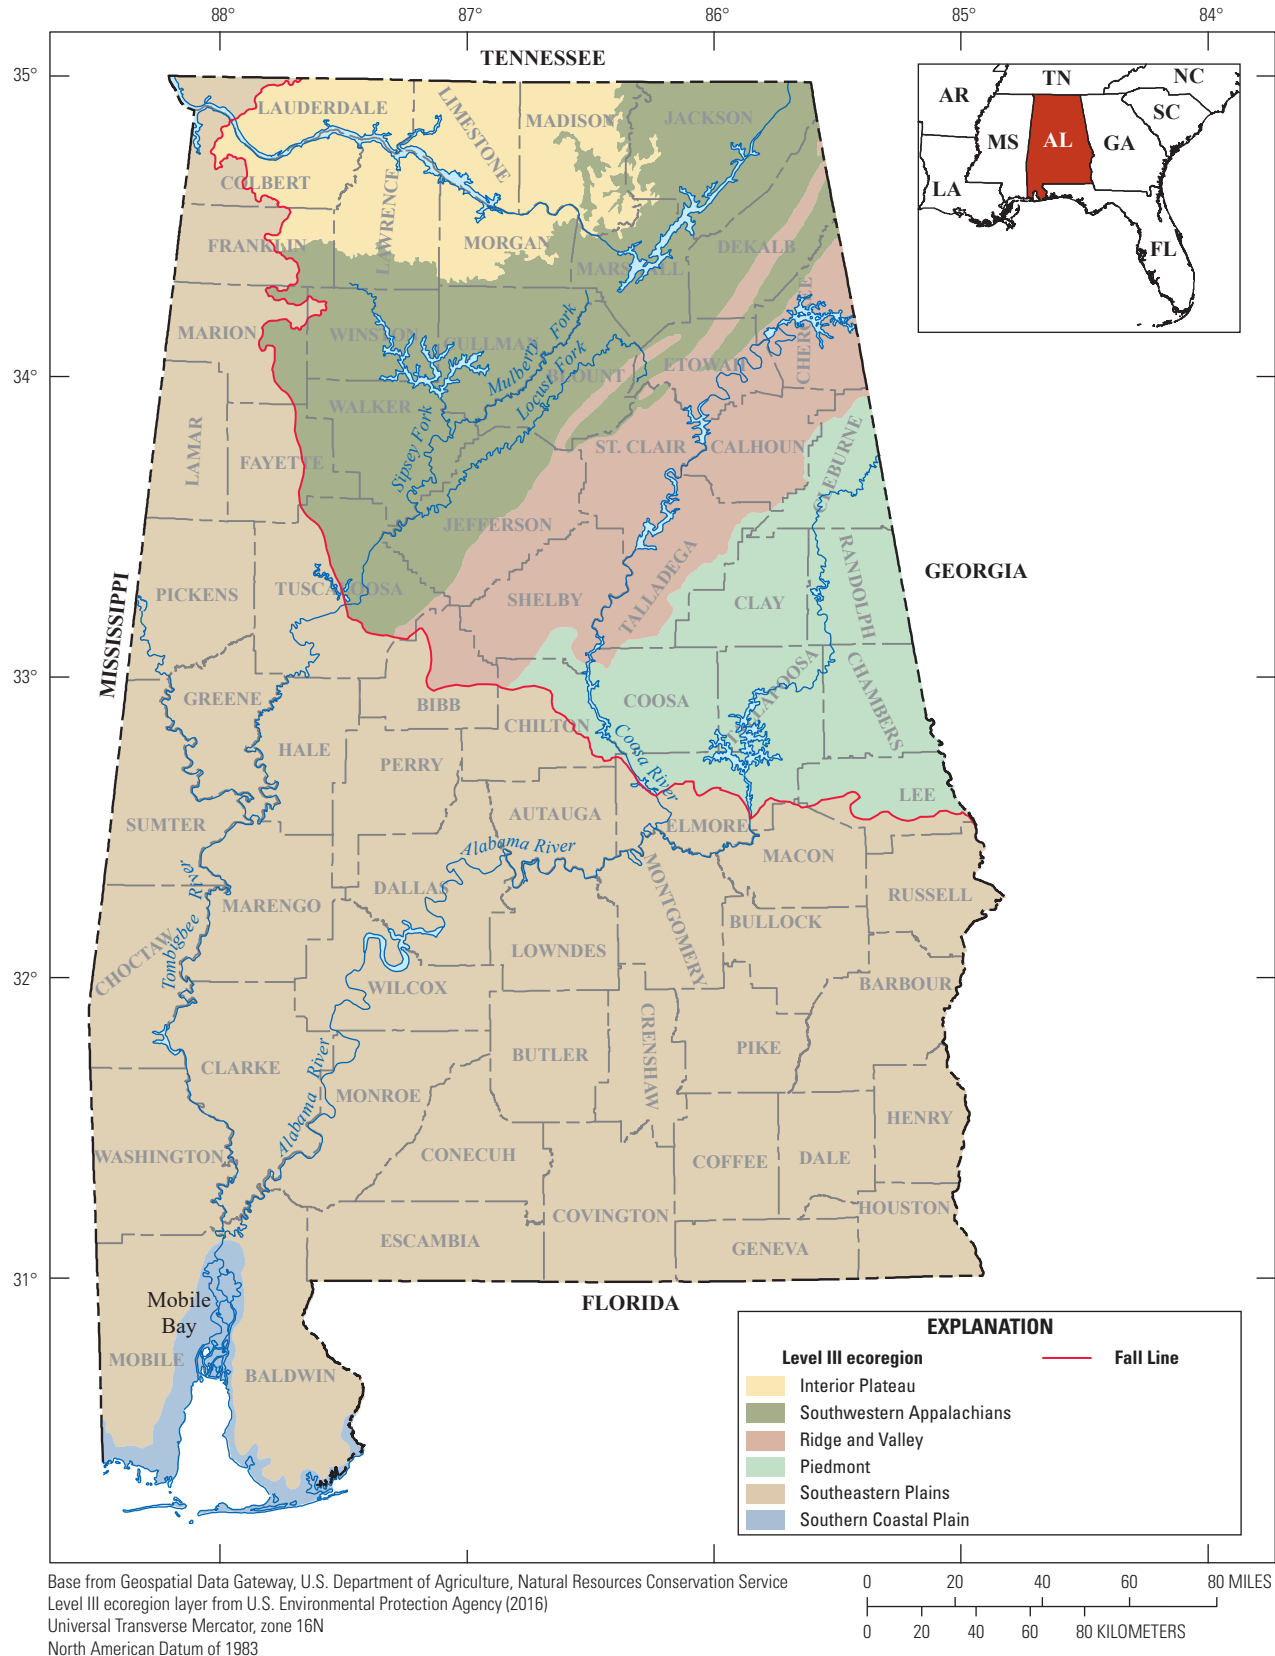 88°
87°
86°
85°
84°
TENNESSEE
35°
TN
NC
AR
SC
MS
AL
GA
LA
FL
LAUDERDALE
LIMESTONE
MADISON
JACKSON
COLBERT
LAWRENCE
FRANKLIN
MORGAN
MARSHALL
DEKALB
MARION
WINSTON
CULLMAN
Mulberry Fork
Locust Fork
BLOUNT
ETOWAH
CHEROKEE
34°
WALKER
Sipsey Fork
LAMAR
FAYETTE
ST. CLAIR
CALHOUN
CLEBURNE
JEFFERSON
MISSISSIPPI
PICKENS
TUSCALOOSA
SHELBY
TALLADEGA
CLAY
RANDOLPH
GEORGIA
33°
GREENE
BIBB
CHILTON
COOSA
TALLAPOOSA
CHAMBERS
HALE
PERRY
Coosa River
SUMTER
AUTAUGA
ELMORE
LEE
Alabama River
MACON
DALLAS
MARENGO
MONTGOMERY
BULLOCK
RUSSELL
CHOCTAW
Tombigbee River
LOWNDES
32°
WILCOX
BARBOUR
CLARKE
Alabama River
MONROE
BUTLER
CRENSHAW
PIKE
WASHINGTON
CONECUH
COFFEE
DALE
HENRY
COVINGTON
HOUSTON
ESCAMBIA
GENEVA
31°
FLORIDA
Mobile
Bay
MOBILE
BALDWIN
EXPLANATION
Level III ecoregion
Fall Line
Interior Plateau
Southwestern Appalachians
Ridge and Valley
Piedmont
Southeastern Plains
Southern Coastal Plain
Base from Geospatial Data Gateway, U.S. Department of Agriculture, Natural Resources Conservation Service
Level III ecoregion layer from U.S. Environmental Protection Agency (2016)
Universal Transverse Mercator, zone 16N
North American Datum of 1983
0 20 40 60 80 MILES
0 20 40 60 80 KILOMETERS